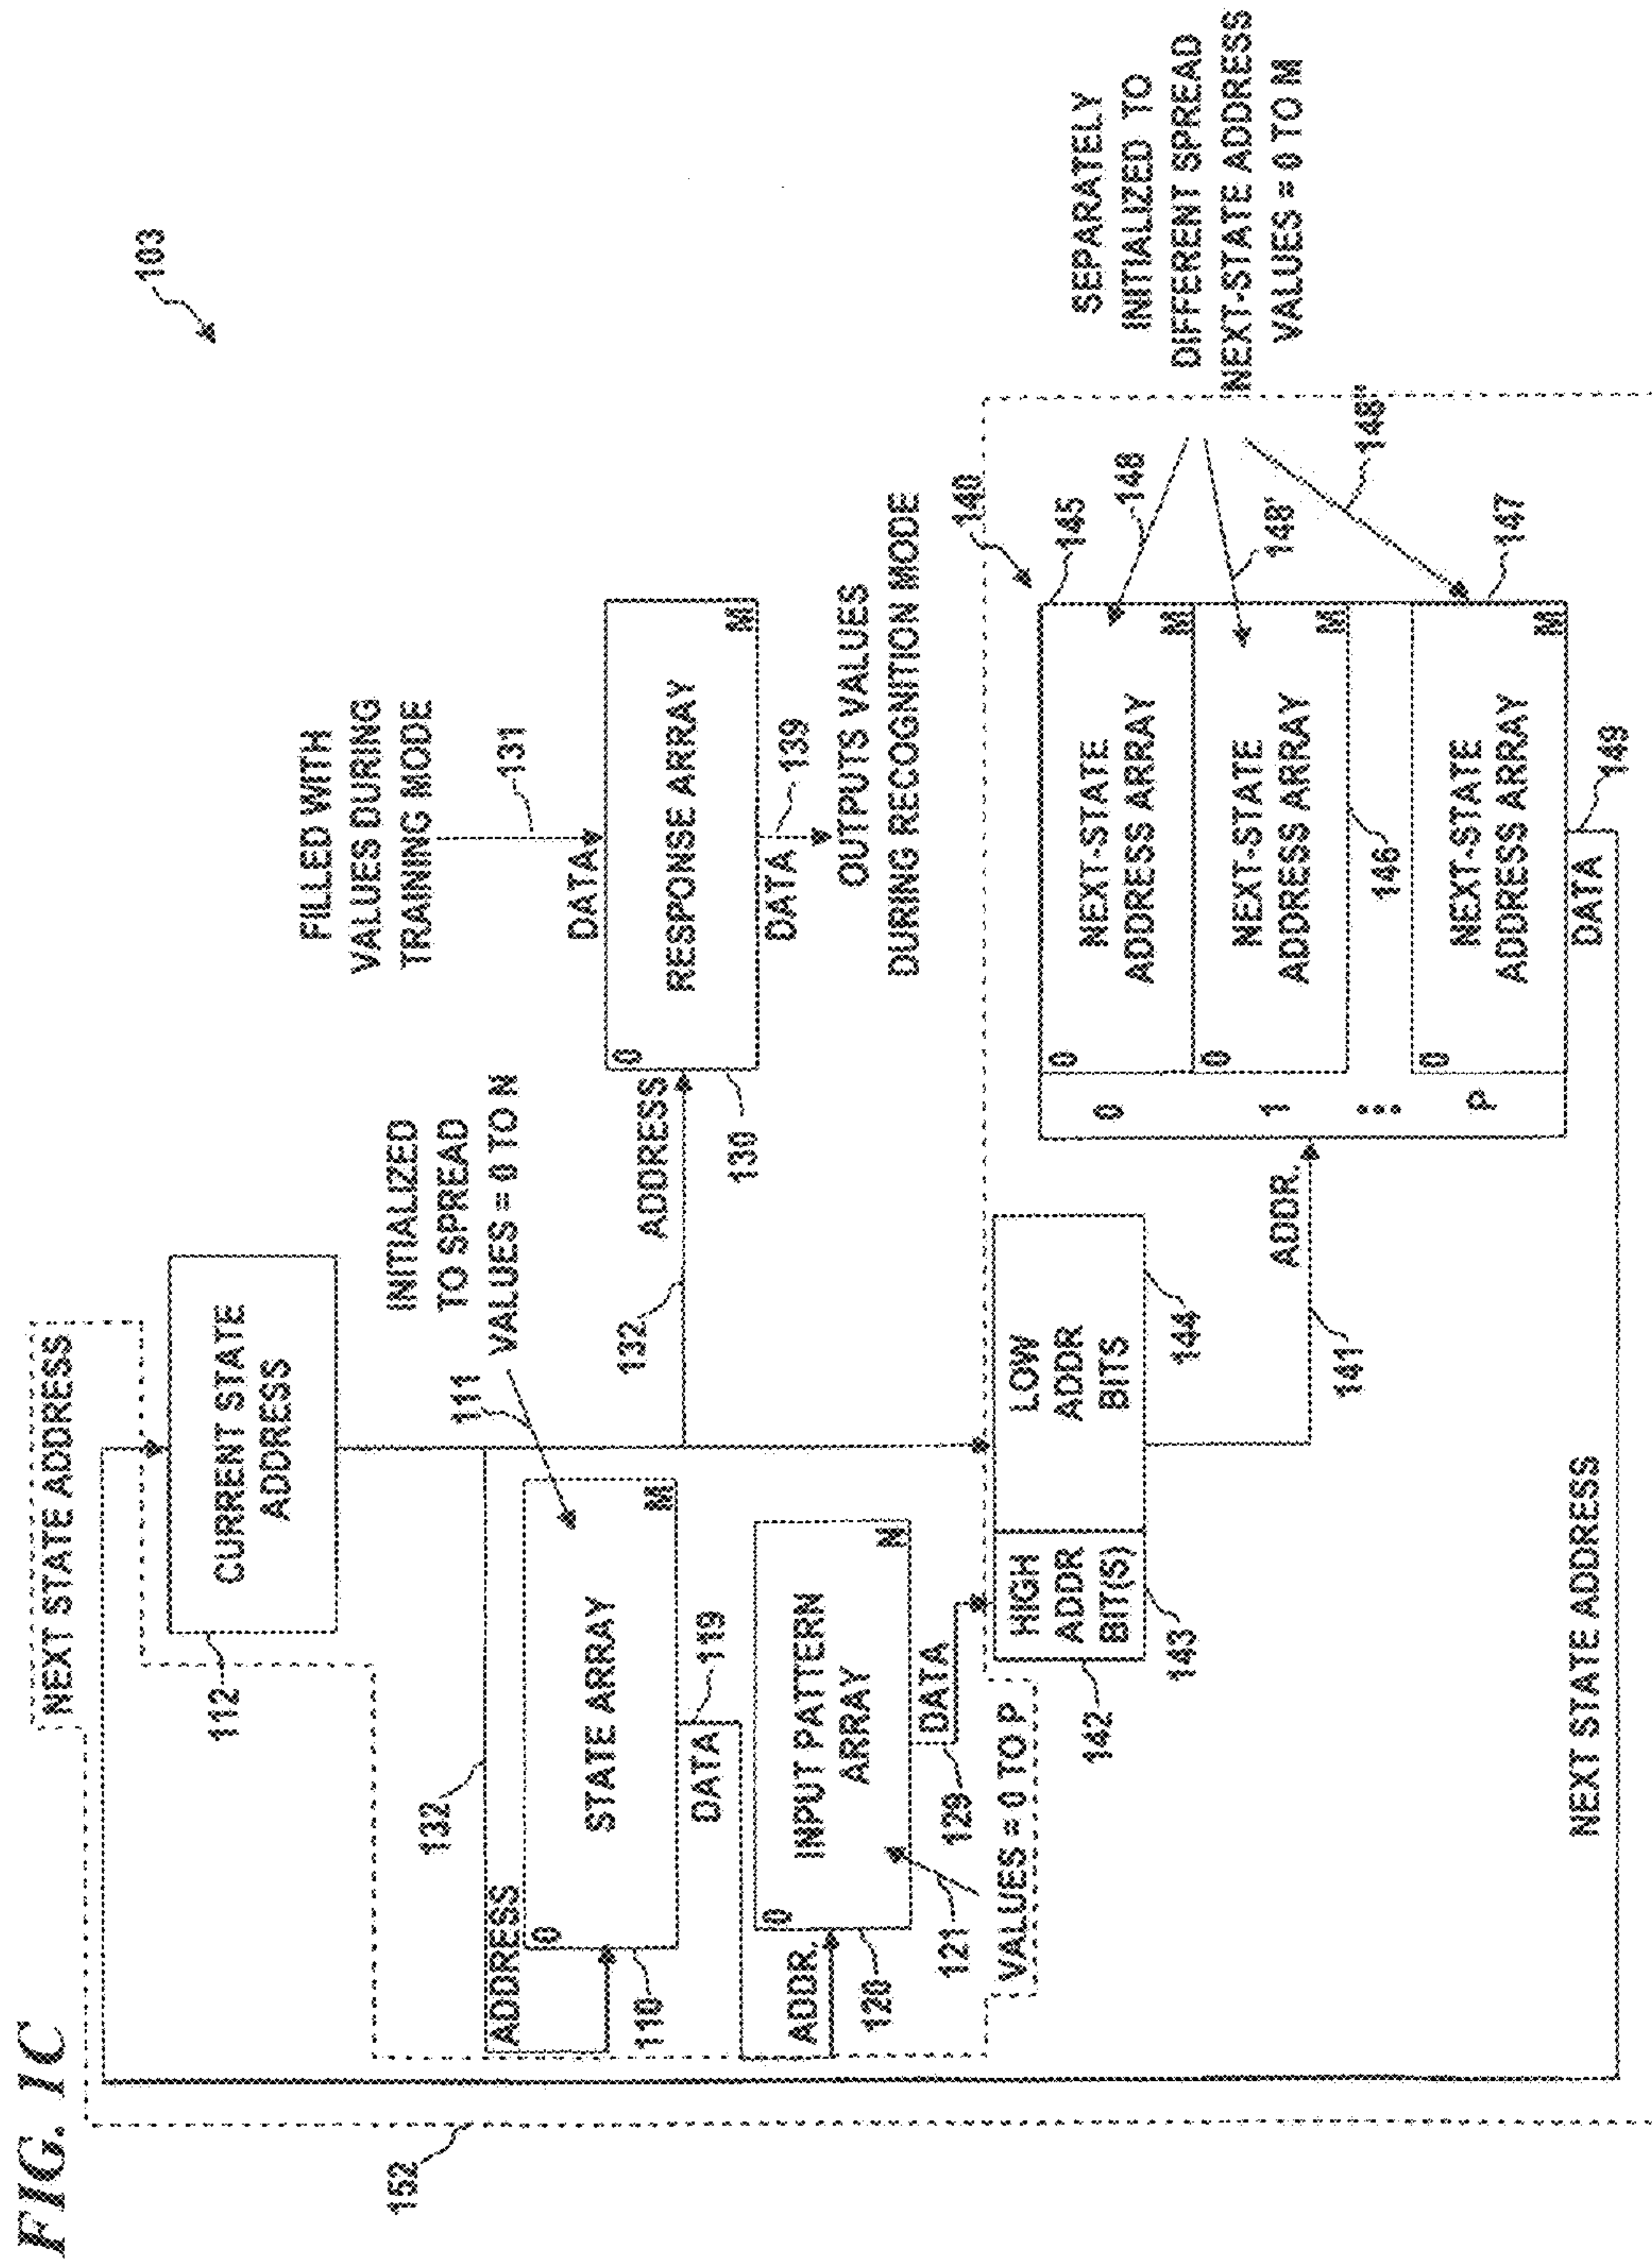 FIG. 1C
103
152
NEXT STATE ADDRESS
112
CURRENT STATE
ADDRESS
132
ADDRESS
INITIALIZED
TO SPREAD
VALUES = 0 TO N
111
0
STATE ARRAY
M
110
119
DATA
ADDR.
0
INPUT PATTERN
ARRAY
N
120
121
129
DATA
VALUES = 0 TO P
132
ADDRESS
FILLED WITH
VALUES DURING
TRAINING MODE
131
DATA
0
RESPONSE ARRAY
M
130
DATA
139
OUTPUTS VALUES
DURING RECOGNITION MODE
HIGH
ADDR
BIT(S)
LOW
ADDR
BITS
142
143
144
141
ADDR.
140
145
0
0
NEXT-STATE
ADDRESS ARRAY
M
1
0
NEXT-STATE
ADDRESS ARRAY
M
146
P
0
NEXT-STATE
ADDRESS ARRAY
M
147
148
148'
148"
SEPARATELY
INITIALIZED TO
DIFFERENT SPREAD
NEXT-STATE ADDRESS
VALUES = 0 TO M
DATA
149
NEXT STATE ADDRESS